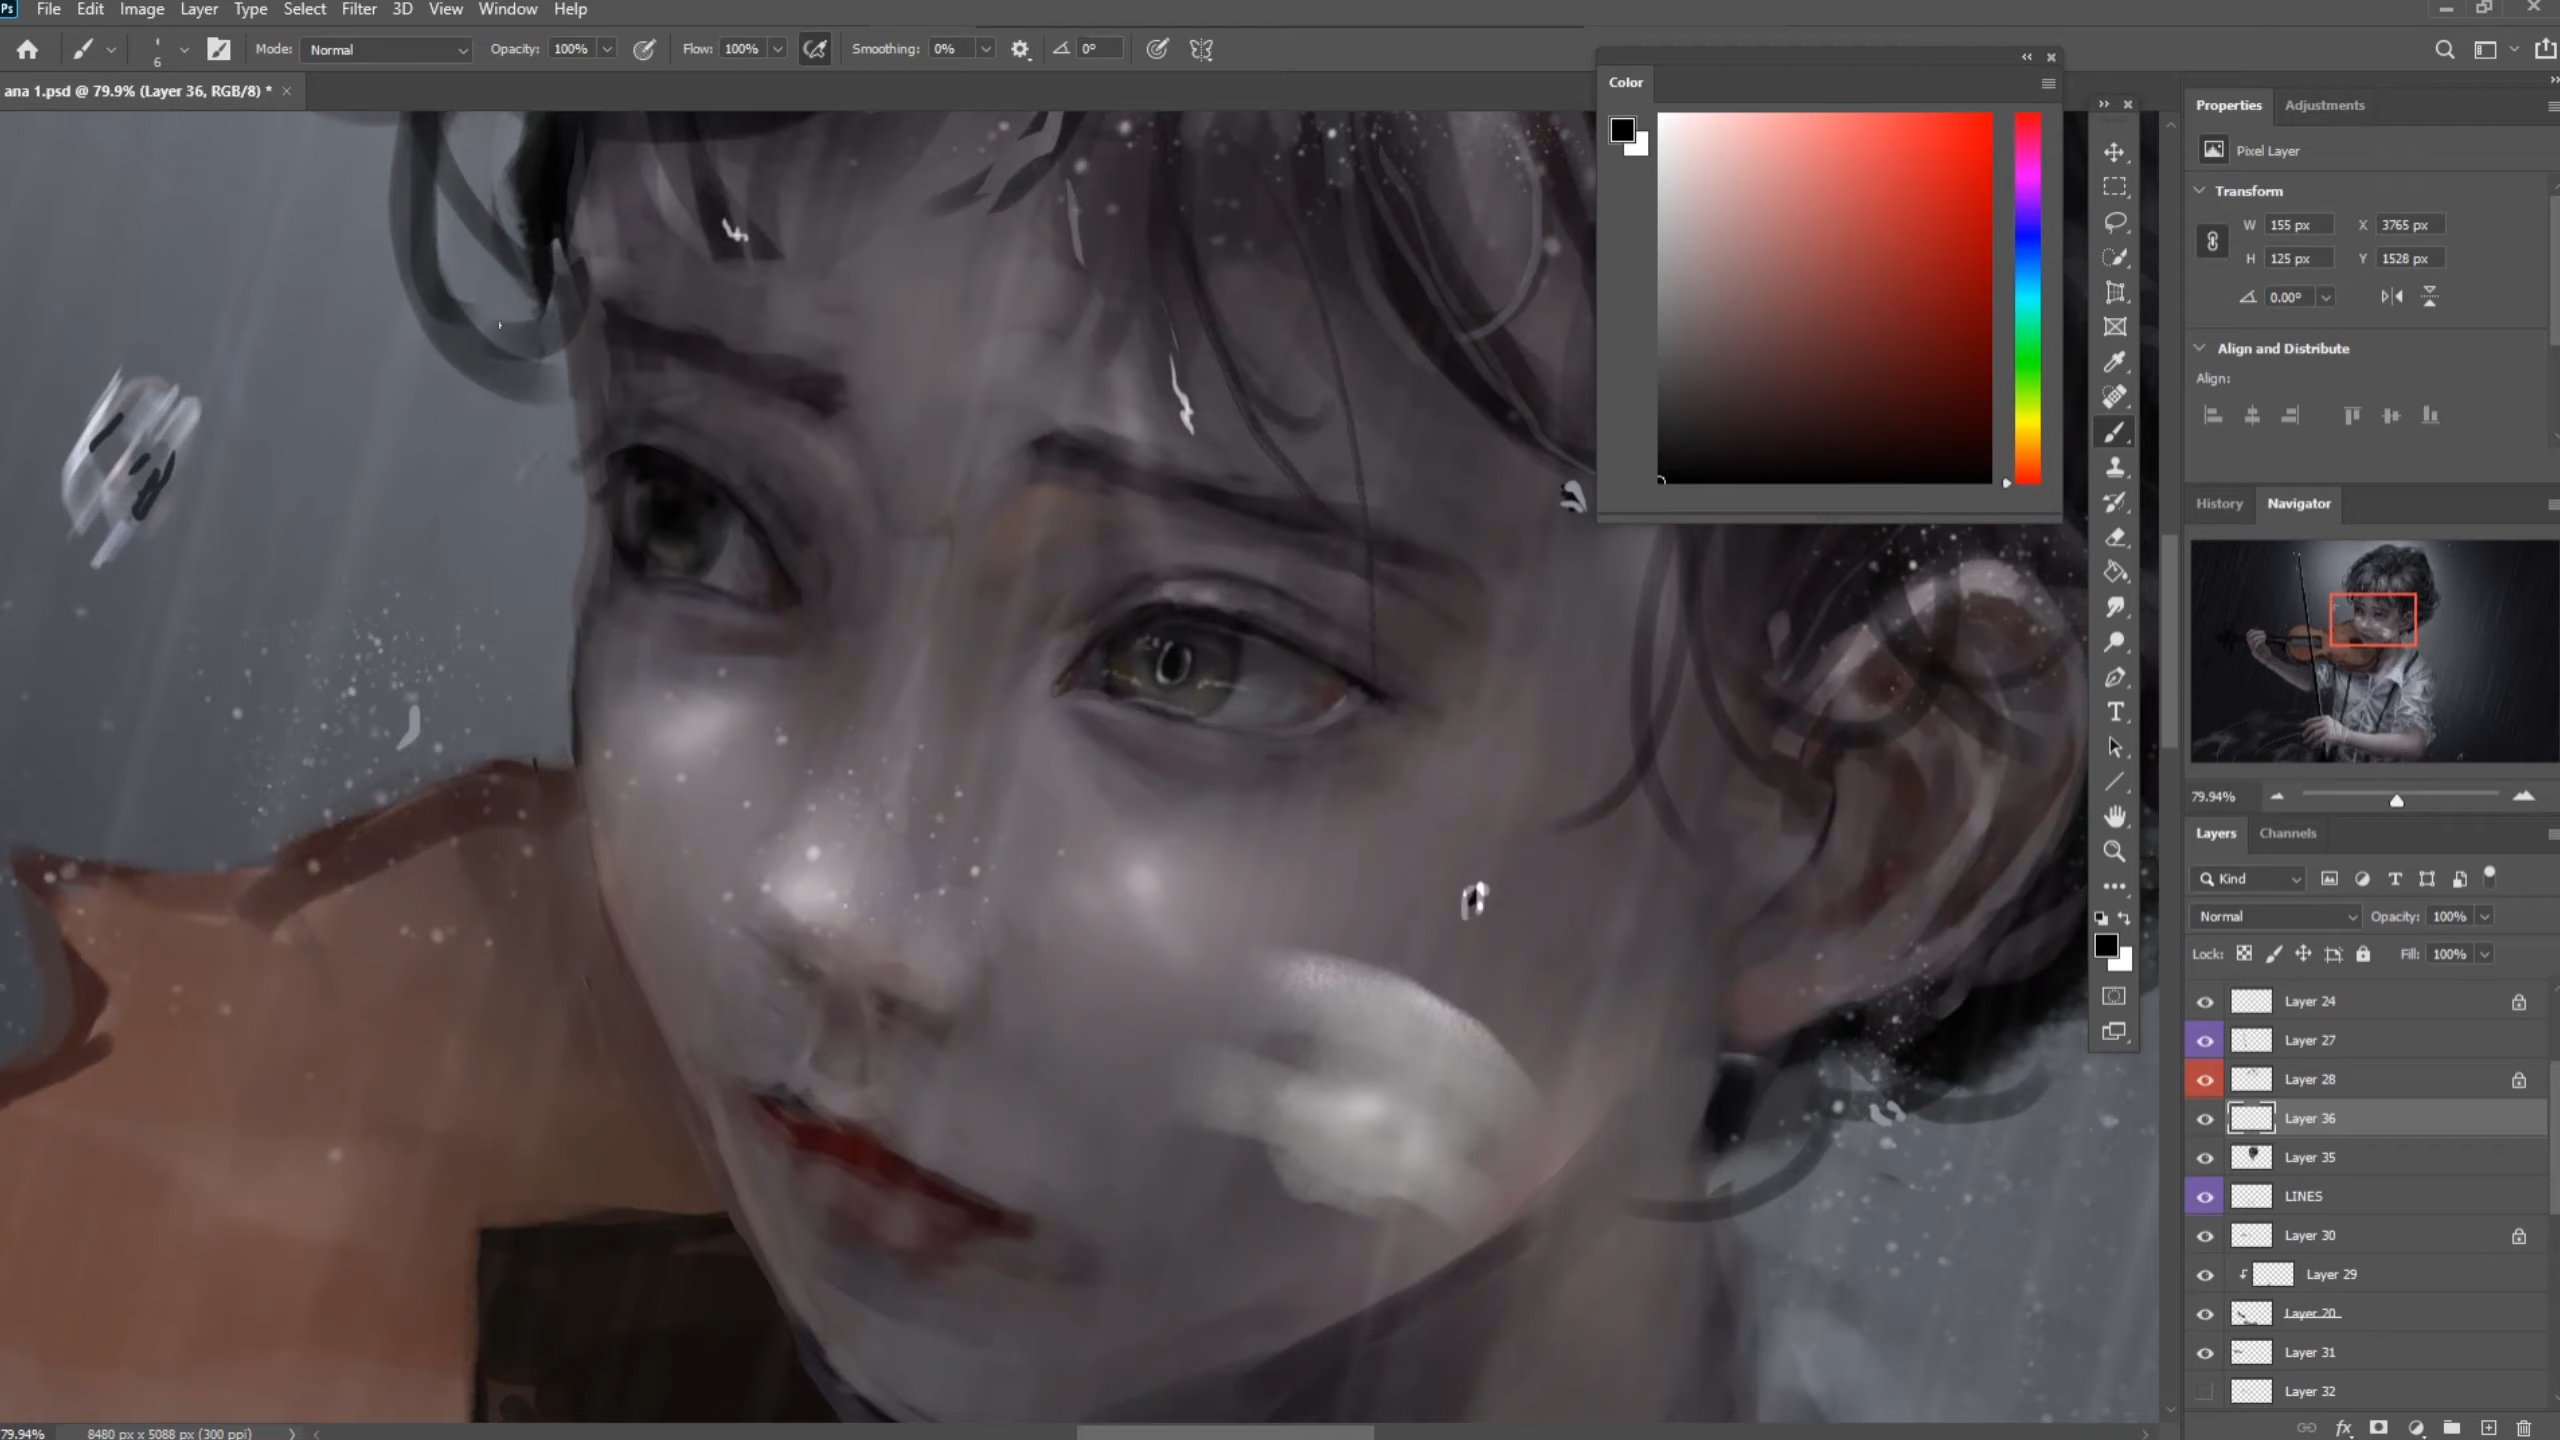 Ps File Edit Image Layer Type Select Filter 3D View Window Help
6 Mode: Normal Opacity: 100% Flow: 100% Smoothing: 0% 0°
ana 1.psd @ 79.9% (Layer 36, RGB/8) * ×
Color
Properties Adjustments
Pixel Layer
Transform
W 155 px X 3765 px
H 125 px Y 1528 px
0.00°
Align and Distribute
Align:
History Navigator
79.94%
Layers Channels
Kind
Normal Opacity: 100%
Lock: Fill: 100%
Layer 24
Layer 27
Layer 28
Layer 36
Layer 35
LINES
Layer 30
Layer 29
Layer 20
Layer 31
Layer 32
fx
79.94% 8480 px x 5088 px (300 ppi)